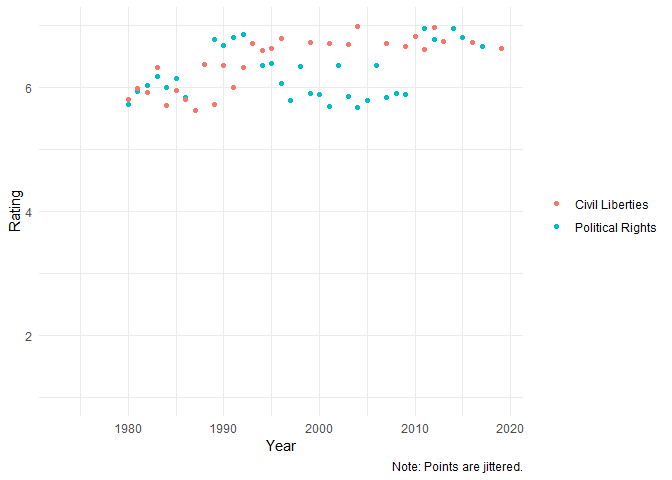 6
4
2
Rating
1980 1990 2000 2010 2020
Year
Civil Liberties
Political Rights
Note: Points are jittered.